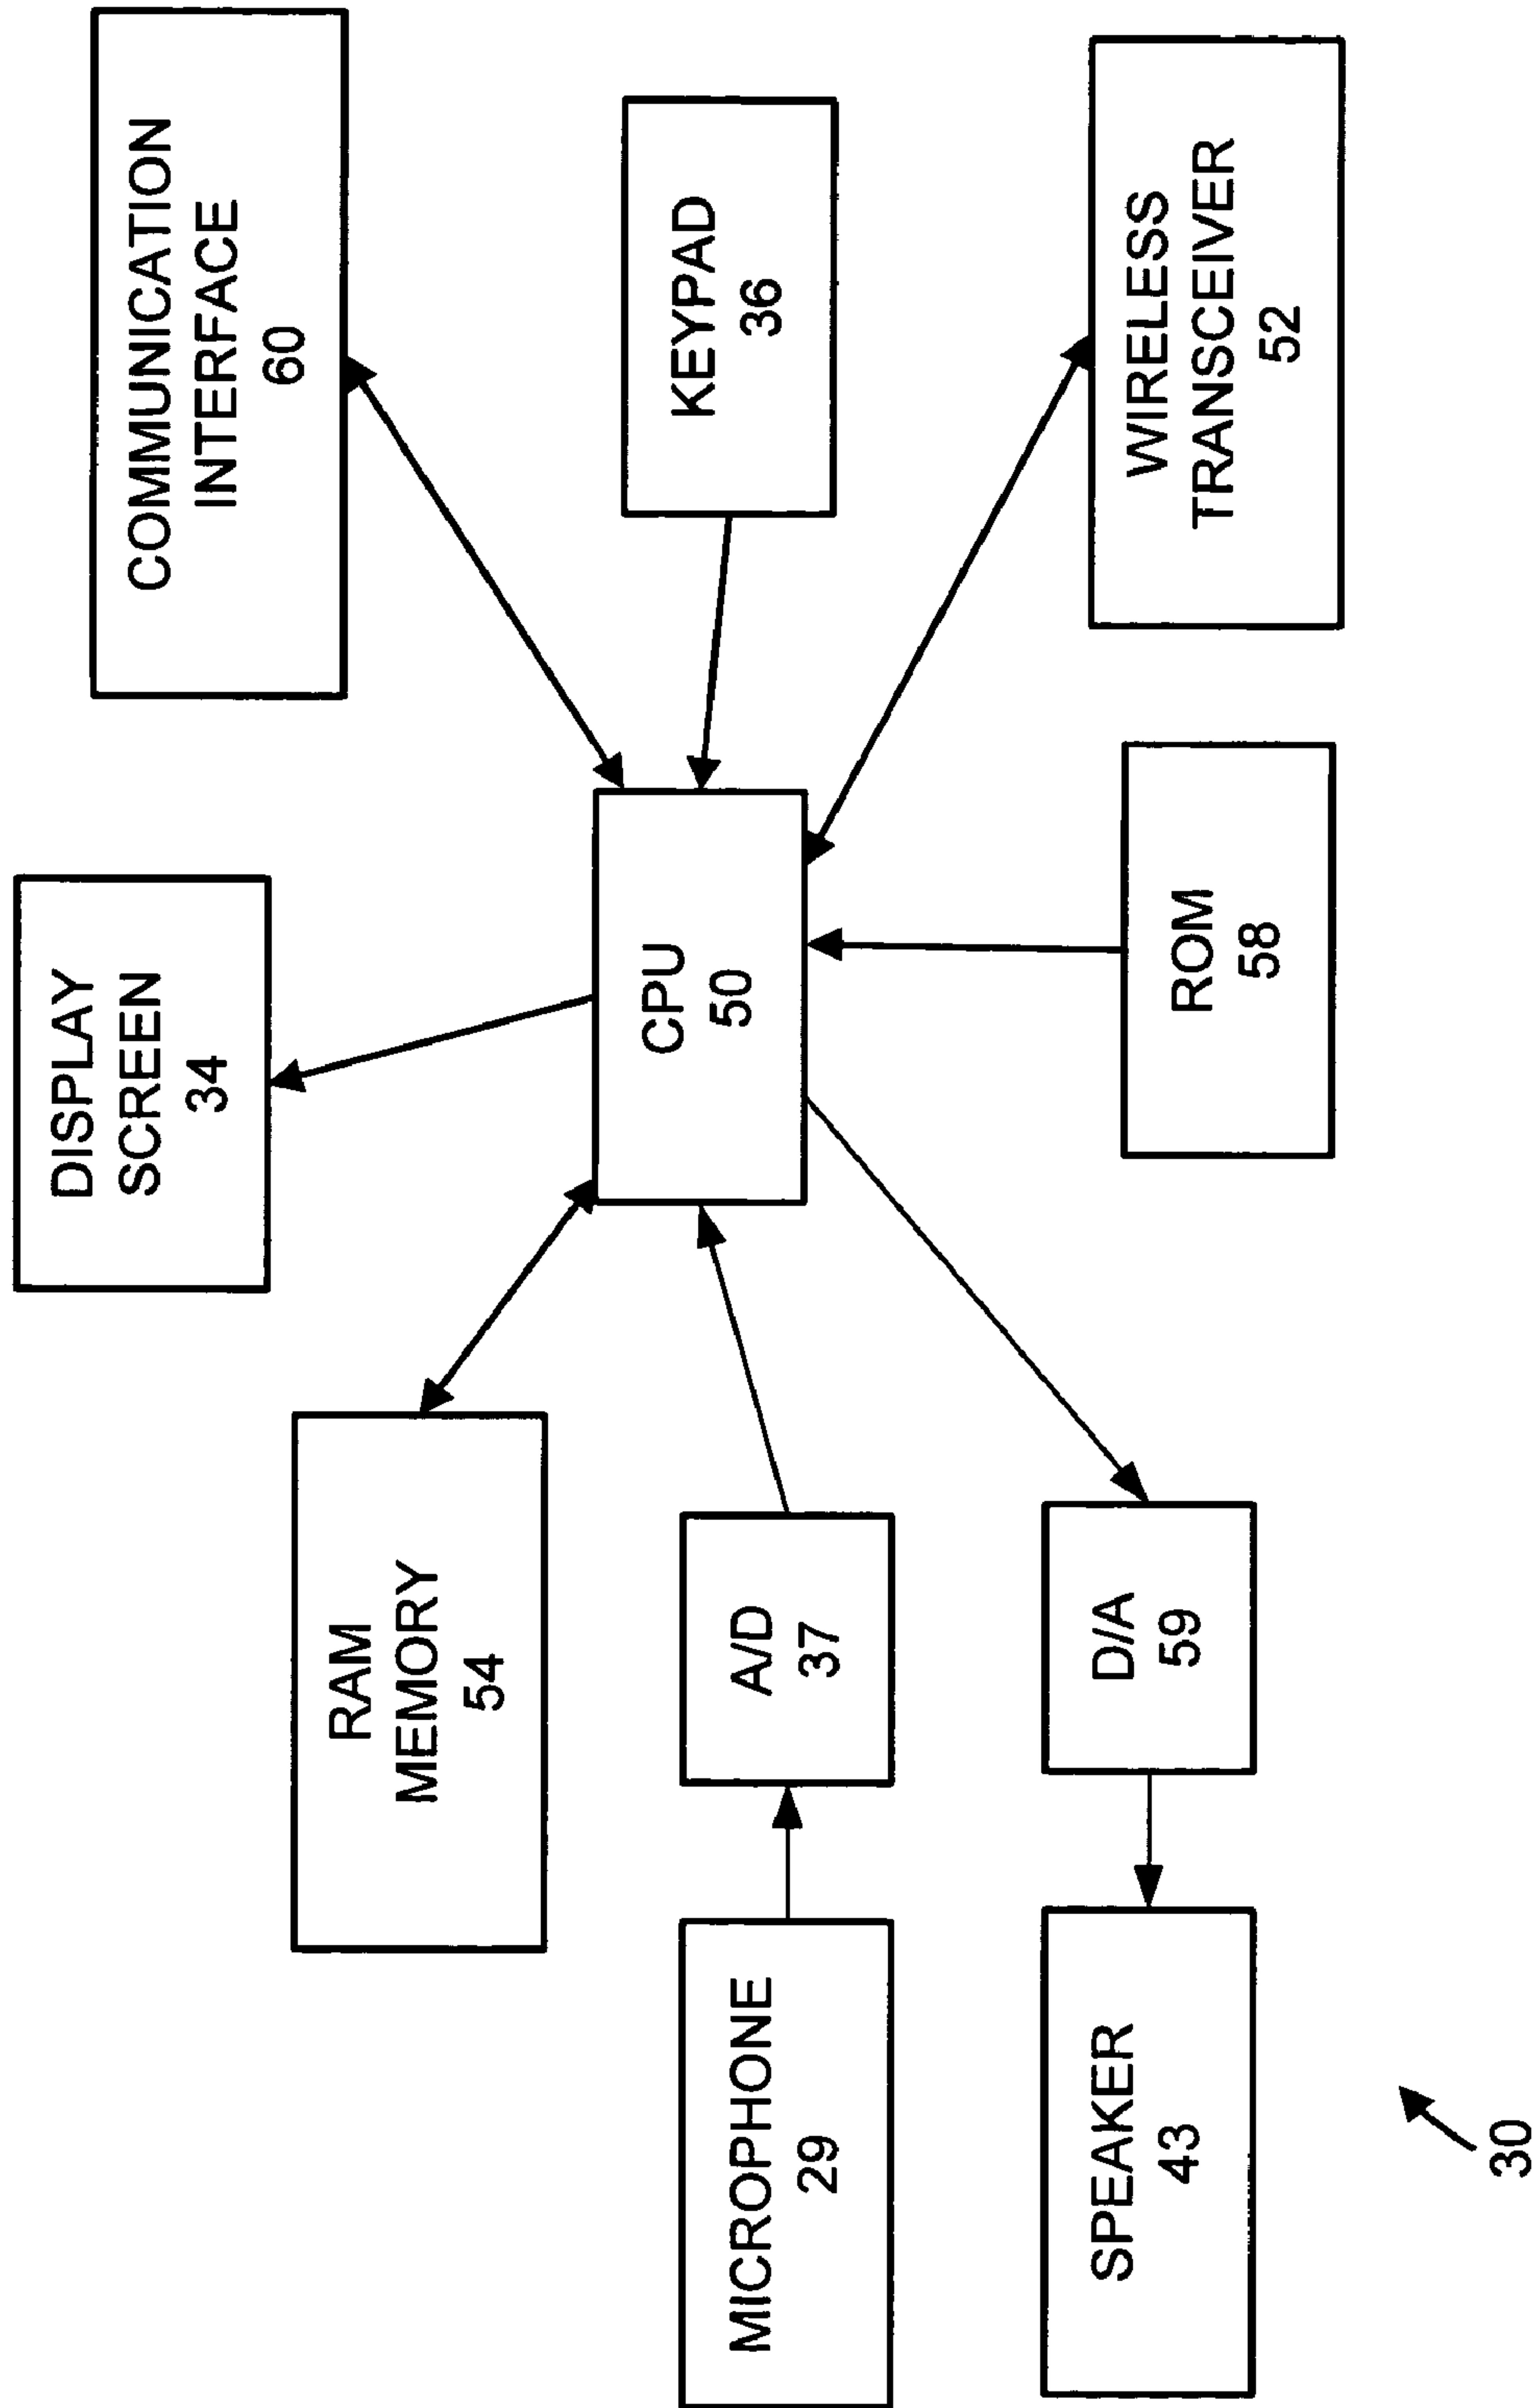 DISPLAY
SCREEN
34
COMMUNICATION
INTERFACE
60
RAM
MEMORY
54
MICROPHONE
29
A/D
37
CPU
50
KEYPAD
36
SPEAKER
43
D/A
59
ROM
58
WIRELESS
TRANSCEIVER
52
30